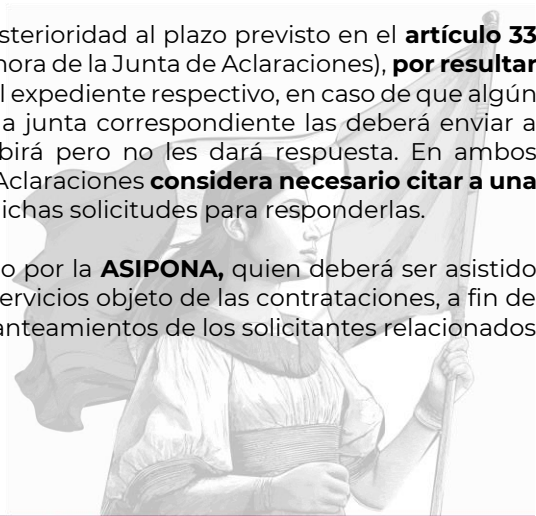 sterioridad al plazo previsto en el artículo 33
hora de la Junta de Aclaraciones), por resultar
l expediente respectivo, en caso de que algún
a junta correspondiente las deberá enviar a
birá pero no les dará respuesta. En ambos
Aclaraciones considera necesario citar a una
ichas solicitudes para responderlas.
o por la ASIPONA, quien deberá ser asistido
ervicios objeto de las contrataciones, a fin de
anteamientos de los solicitantes relacionados